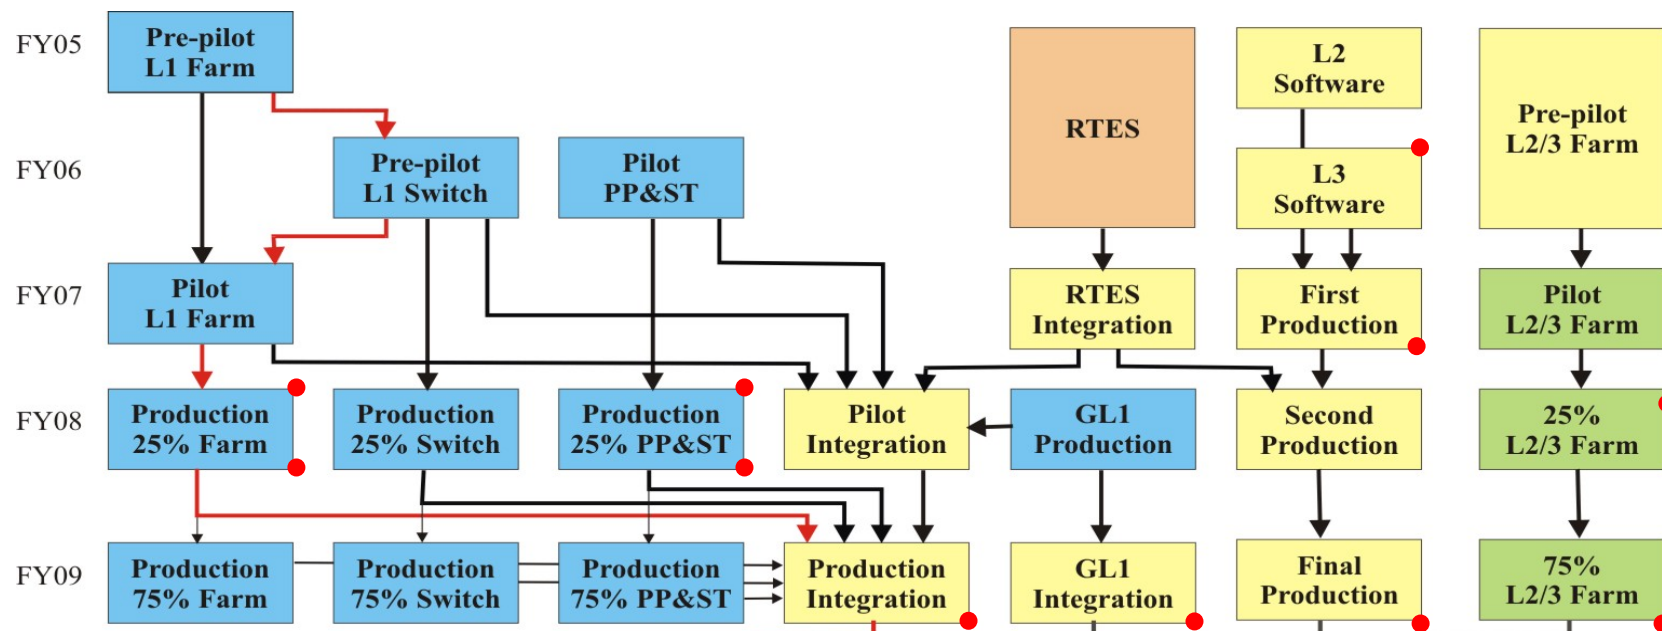 FY05
Pre-pilot
L1 Farm
RTES
L2
Software
Pre-pilot
L2/3 Farm
FY06
Pre-pilot
L1 Switch
Pilot
PP&ST
L3
Software
FY07
Pilot
L1 Farm
RTES
Integration
First
Production
Pilot
L2/3 Farm
FY08
Production
25% Farm
Production
25% Switch
Production
25% PP&ST
Pilot
Integration
GL1
Production
Second
Production
25%
L2/3 Farm
FY09
Production
75% Farm
Production
75% Switch
Production
75% PP&ST
Production
Integration
GL1
Integration
Final
Production
75%
L2/3 Farm